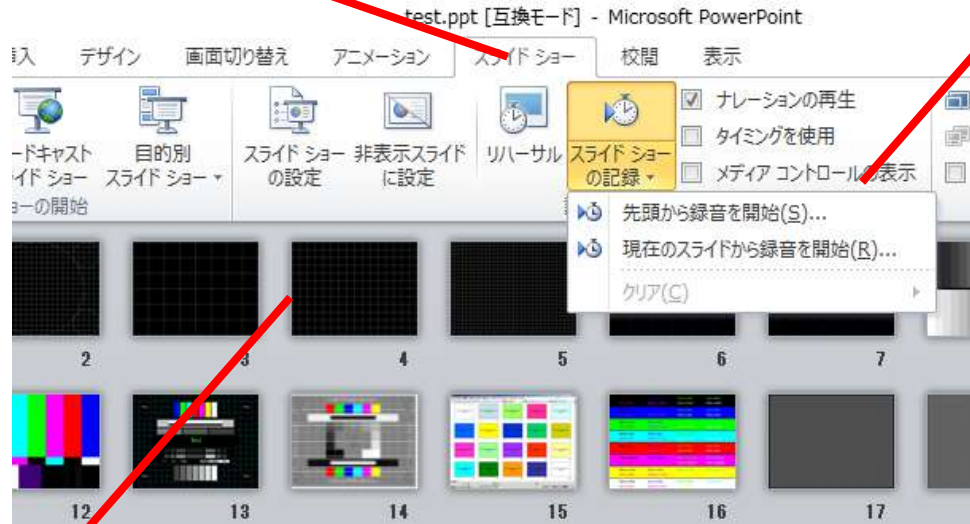 test.ppt [互換モード] - Microsoft PowerPoint
入 デザイン 画面切り替え アニメーション スライド ショー 校閲 表示
ードキャスト
イド ショー
目的別
スライド ショー
スライド ショー
の設定
非表示スライド
に設定
リハーサル
スライド ショー
の記録
ナレーションの再生
タイミングを使用
メディア コントロールの表示
ョーの開始
先頭から録音を開始(S)...
現在のスライドから録音を開始(R)...
クリア(C)
2 3 4 5 6 7
12 13 14 15 16 17